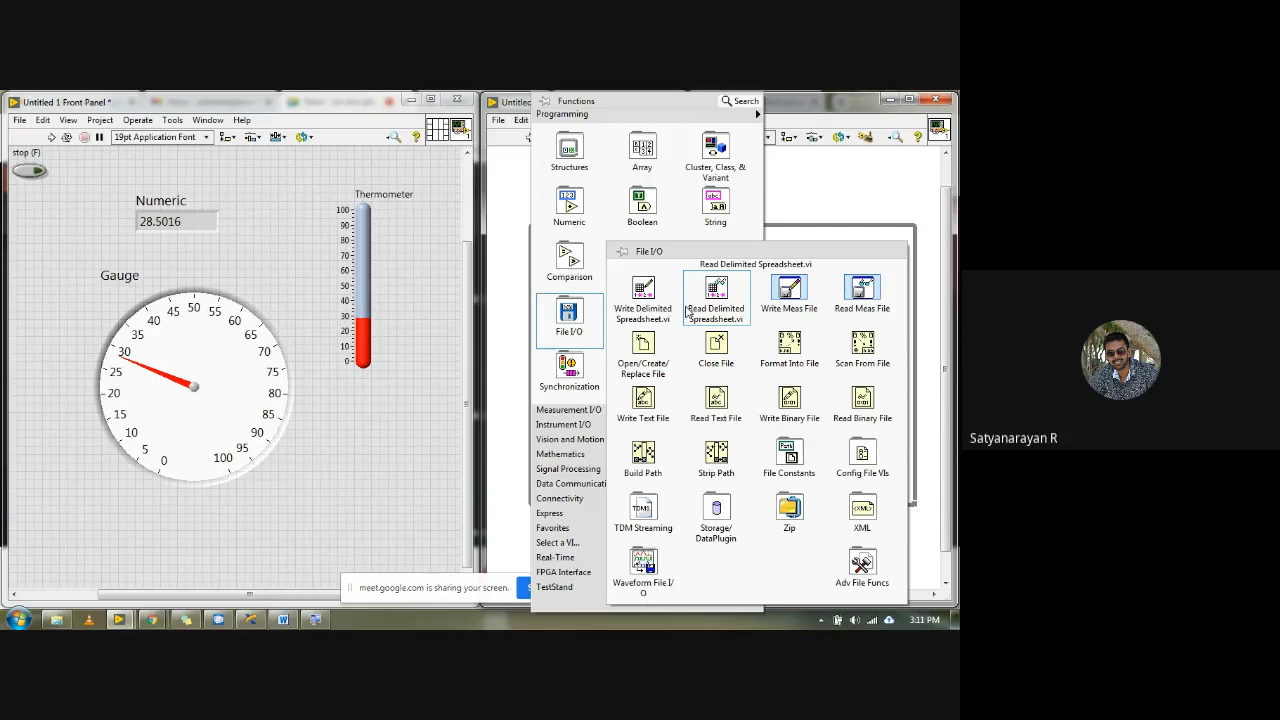 Untitled 1 Front Panel *
File Edit View Project Operate Tools Window Help
19pt Application Font
stop (F)
Numeric
28.5016
Gauge
0
5
10
15
20
25
30
35
40
45
50
55
60
65
70
75
80
85
90
95
100
Thermometer
100
90
80
70
60
50
40
30
20
10
0
Untitled
File Edit
Functions
Search
Programming
Structures
Array
Cluster, Class, &
Variant
Numeric
Boolean
String
Comparison
File I/O
Synchronization
Measurement I/O
Instrument I/O
Vision and Motion
Mathematics
Signal Processing
Data Communicati
Connectivity
Express
Favorites
Select a VI...
Real-Time
FPGA Interface
TestStand
File I/O
Read Delimited Spreadsheet.vi
Write Delimited
Spreadsheet.vi
Read Delimited
Spreadsheet.vi
Write Meas File
Read Meas File
Open/Create/
Replace File
Close File
Format Into File
Scan From File
Write Text File
Read Text File
Write Binary File
Read Binary File
Build Path
Strip Path
File Constants
Config File VIs
TDM Streaming
Storage/
DataPlugin
Zip
XML
Waveform File I/
O
Adv File Funcs
meet.google.com is sharing your screen.
3:11 PM
Satyanarayan R